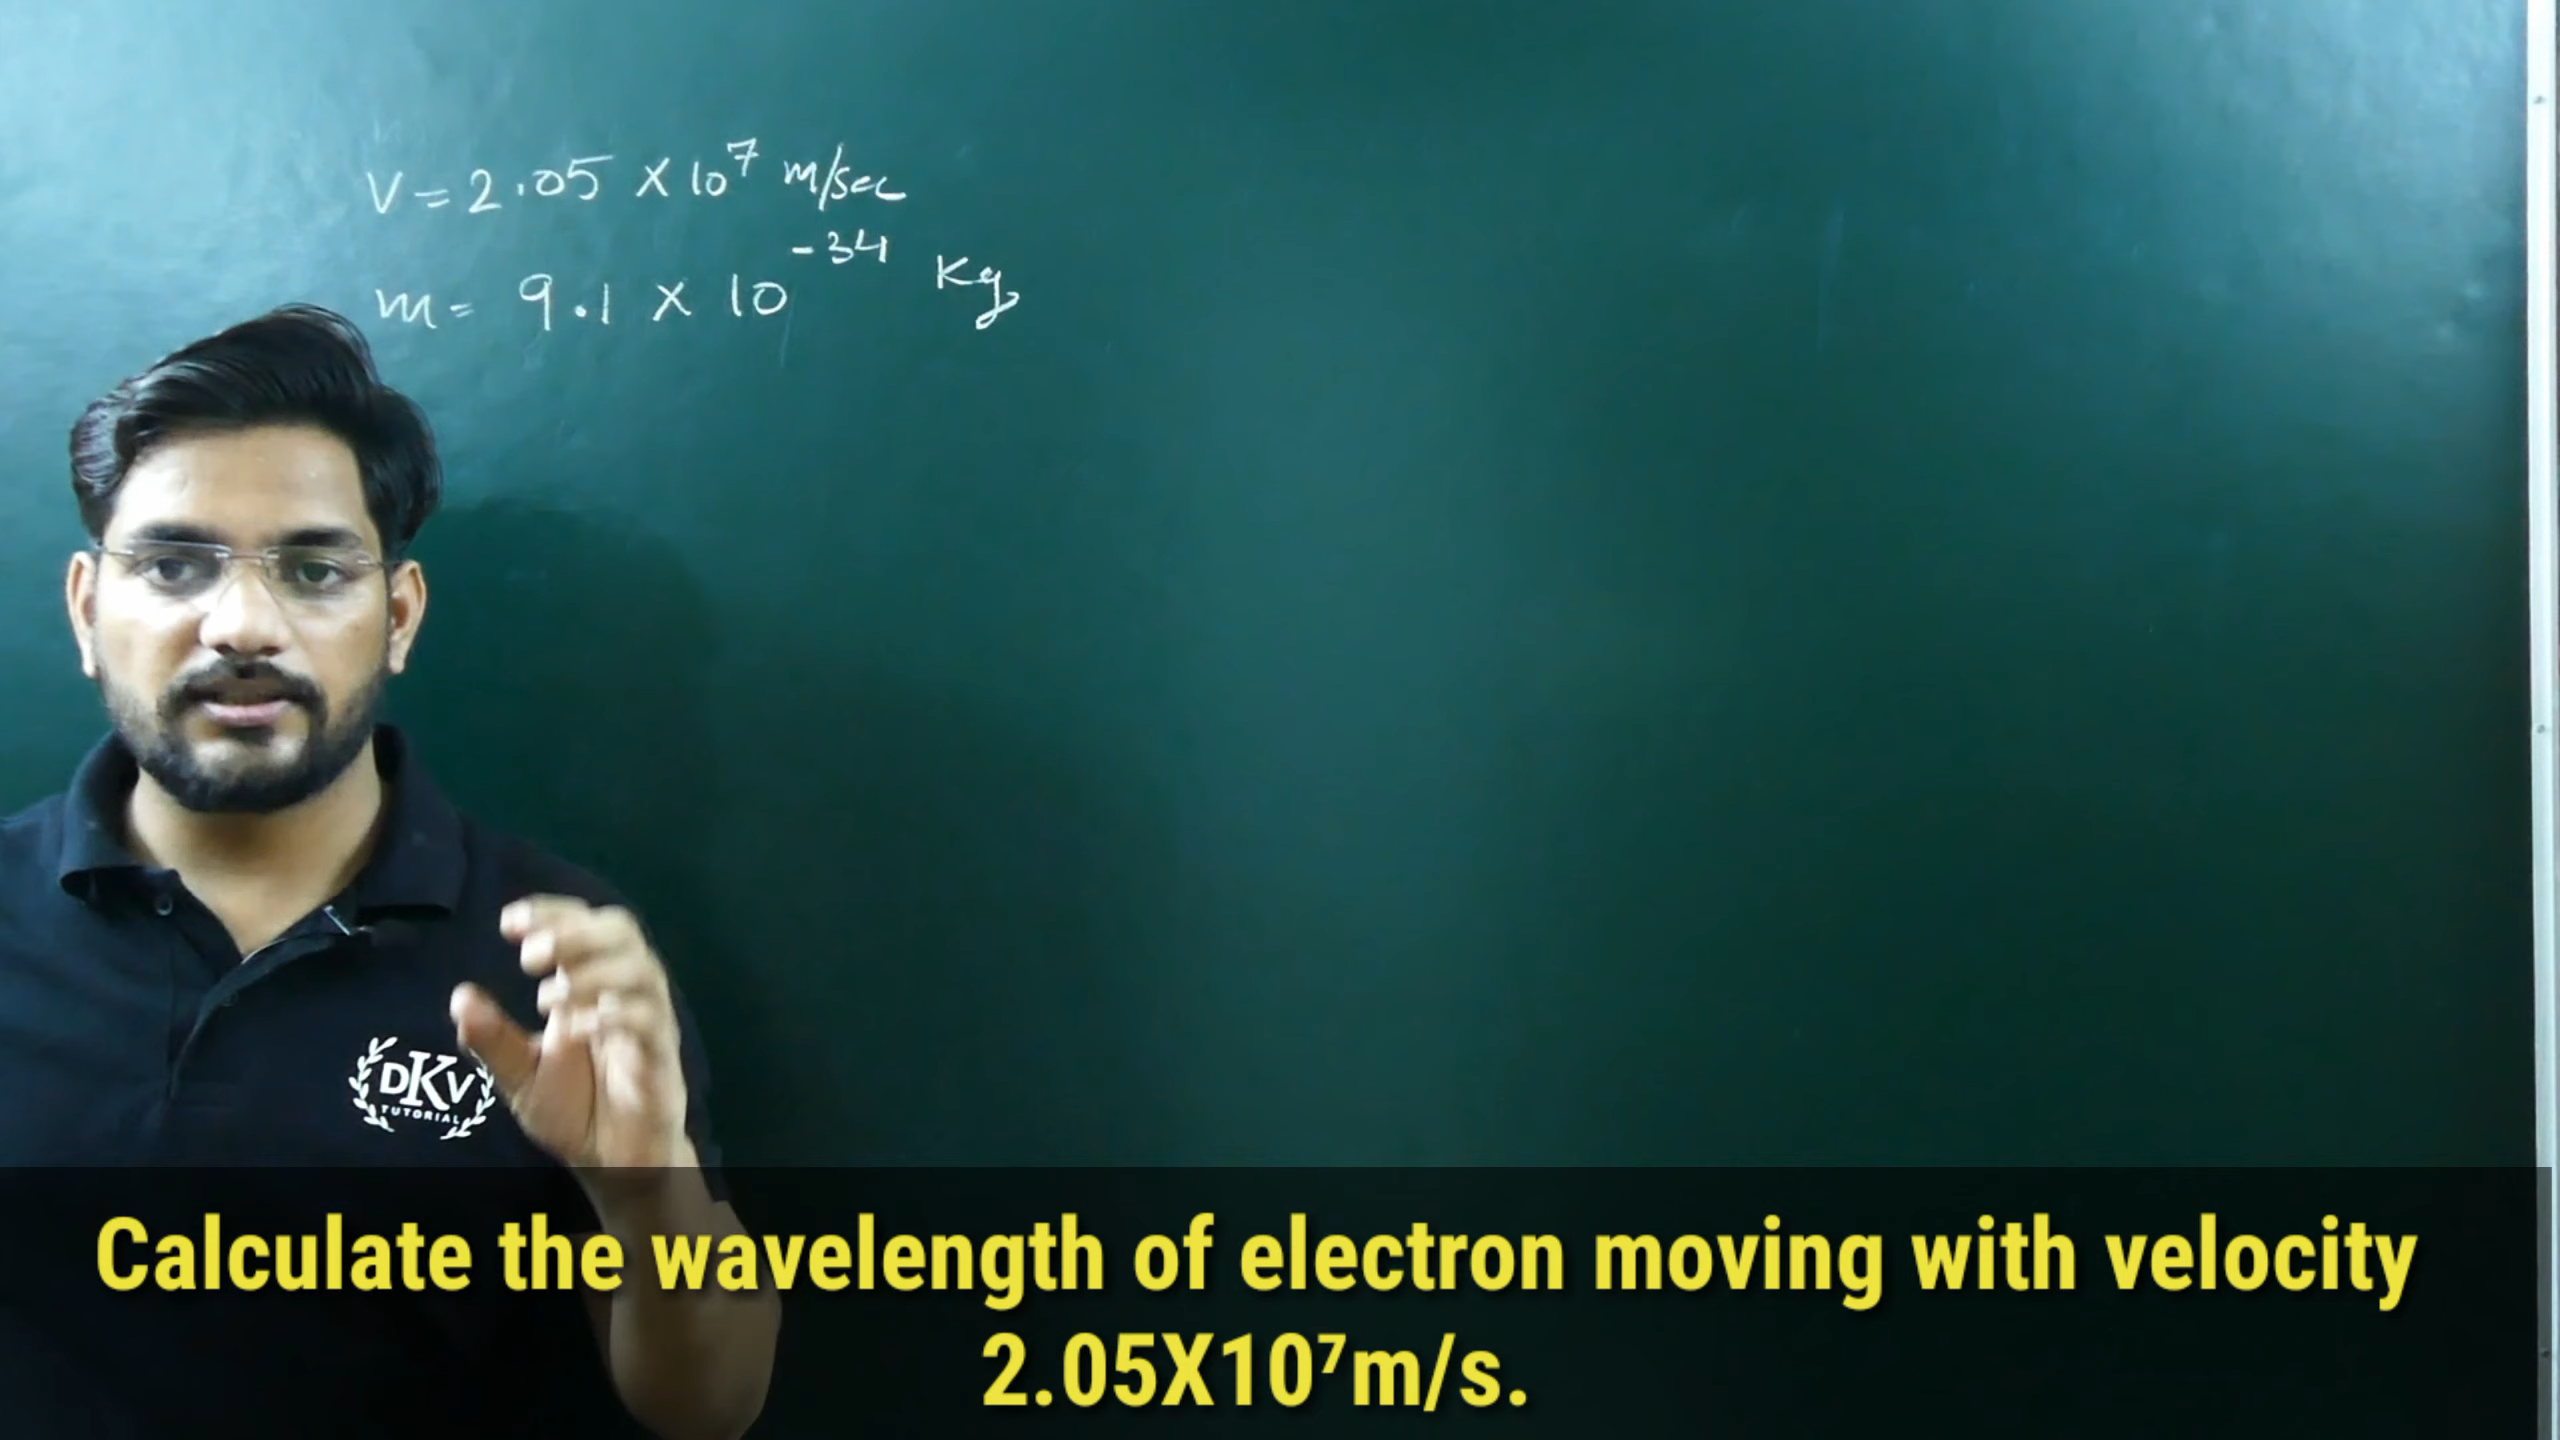 V = 2.05 X 10⁷ m/sec
m = 9.1 X 10⁻³⁴ Kg
DKV
TUTORIAL
Calculate the wavelength of electron moving with velocity
2.05X10⁷m/s.